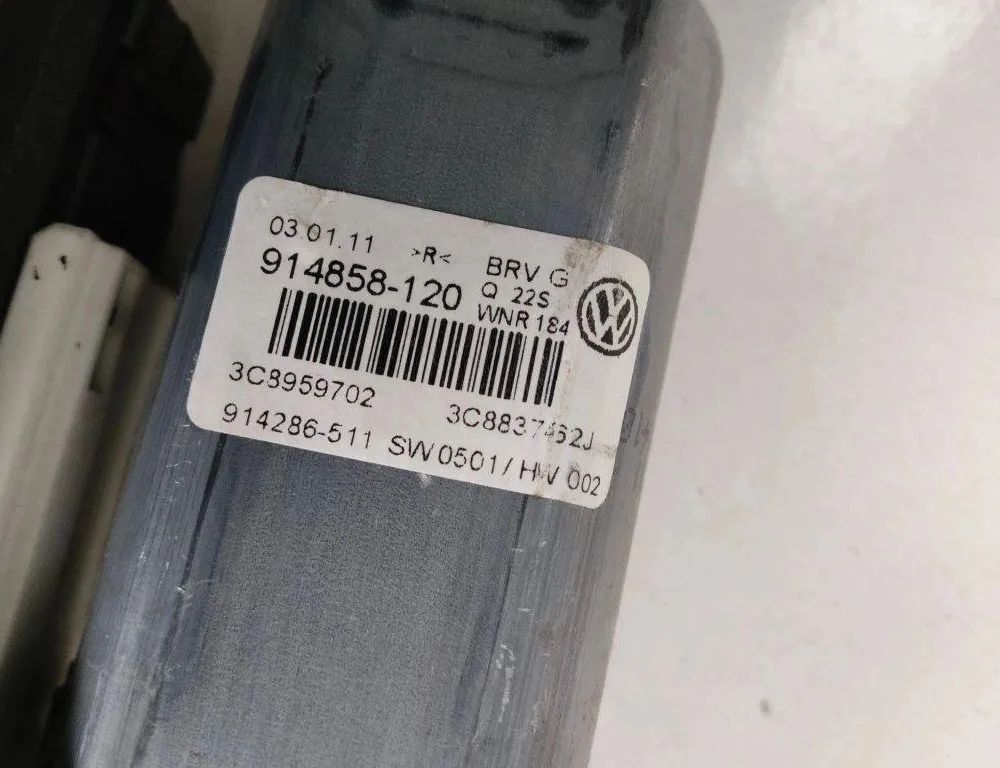 03.01.11 >R< BRV G
914858-120 Q 22S
WNR 184
3C8959702
3C8837462J
914286-511 SW0501/HW 002